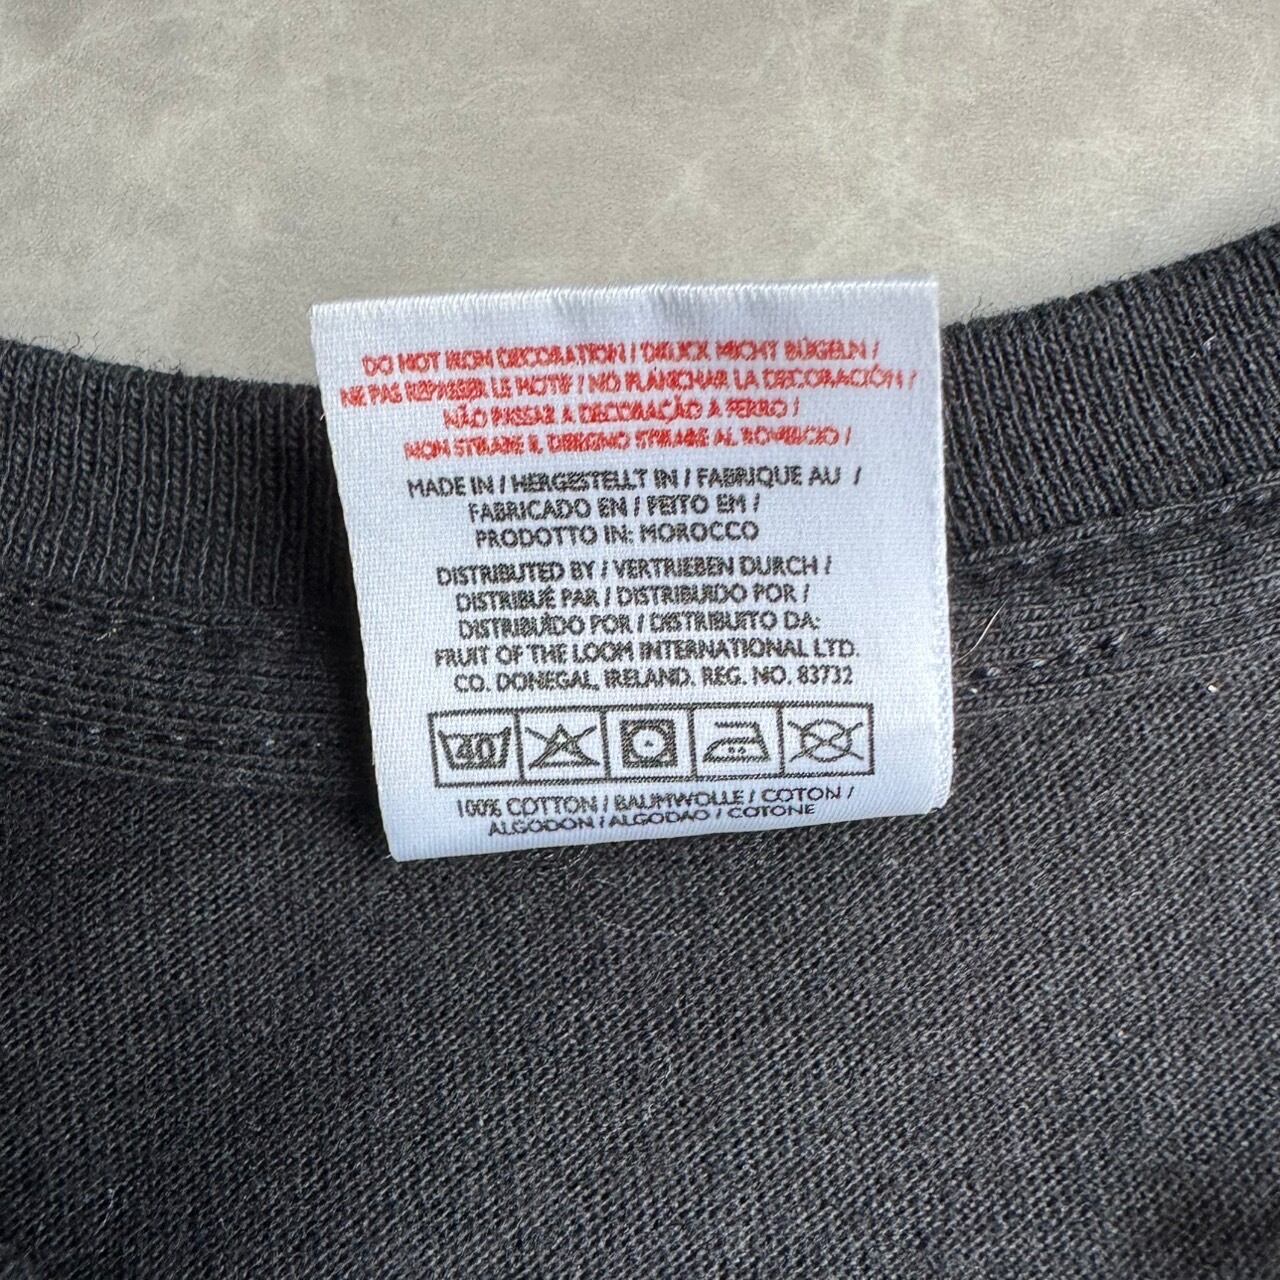 DO NOT IRON DECORATION / DRUCK NICHT BÜGELN /
NE PAS REPASSER LE MOTIF / NO PLANCHAR LA DECORACIÓN /
NÃO PASSAR A DECORAÇÃO A FERRO /
NON STIRARE IL DISEGNO STIRARE AL ROVESCIO /
MADE IN / HERGESTELLT IN / FABRIQUE AU /
FABRICADO EN / FEITO EM /
PRODOTTO IN: MOROCCO
DISTRIBUTED BY / VERTRIEBEN DURCH /
DISTRIBUÉ PAR / DISTRIBUIDO POR /
DISTRIBUÍDO POR / DISTRIBUITO DA:
FRUIT OF THE LOOM INTERNATIONAL LTD.
CO. DONEGAL, IRELAND. REG. NO. 83732
40
100% COTTON / BAUMWOLLE / COTON /
ALGODON / ALGODAO / COTONE